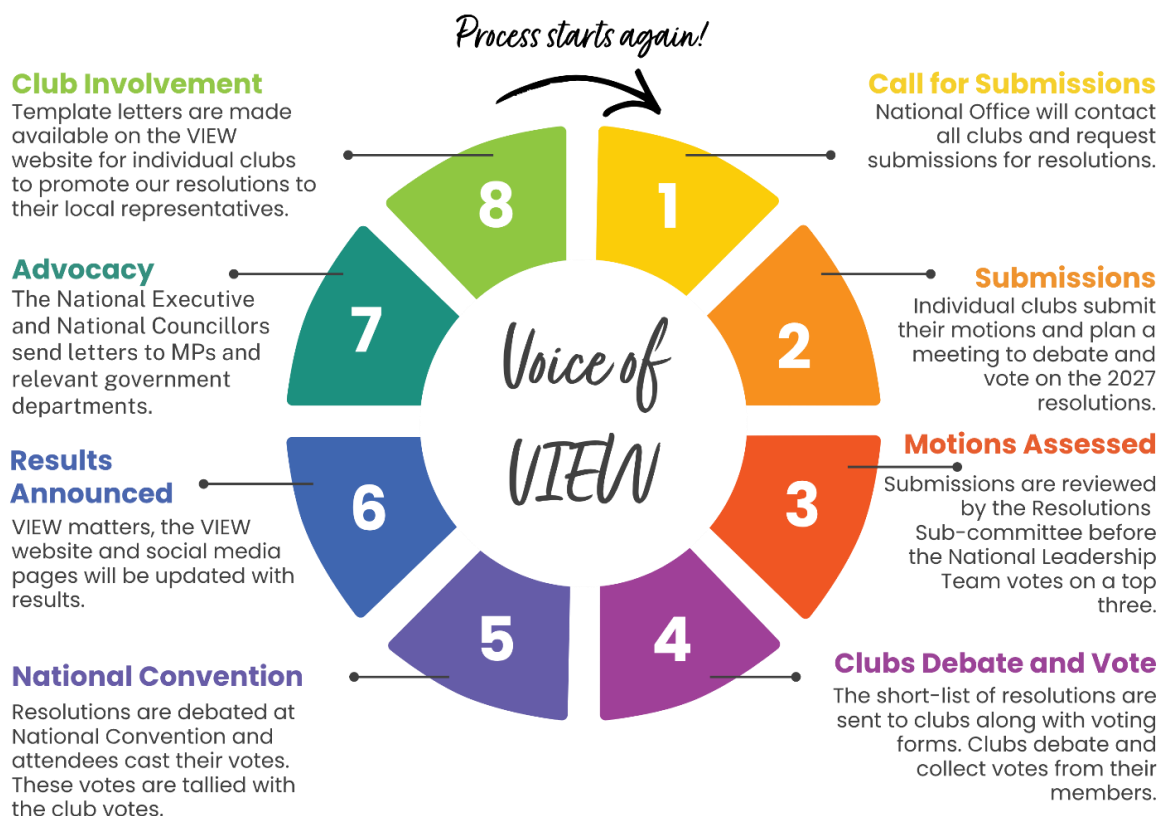 Process starts again!
Call for Submissions
National Office will contact
all clubs and request
submissions for resolutions.
1
Submissions
Individual clubs submit
their motions and plan a
meeting to debate and
vote on the 2027
resolutions.
2
Motions Assessed
Submissions are reviewed
by the Resolutions
Sub-committee before
the National Leadership
Team votes on a top
three.
3
Clubs Debate and Vote
The short-list of resolutions are
sent to clubs along with voting
forms. Clubs debate and
collect votes from their
members.
4
National Convention
Resolutions are debated at
National Convention and
attendees cast their votes.
These votes are tallied with
the club votes.
5
Results
Announced
VIEW matters, the VIEW
website and social media
pages will be updated with
results.
6
Advocacy
The National Executive
and National Councillors
send letters to MPs and
relevant government
departments.
7
Club Involvement
Template letters are made
available on the VIEW
website for individual clubs
to promote our resolutions to
their local representatives.
8
Voice of
VIEW